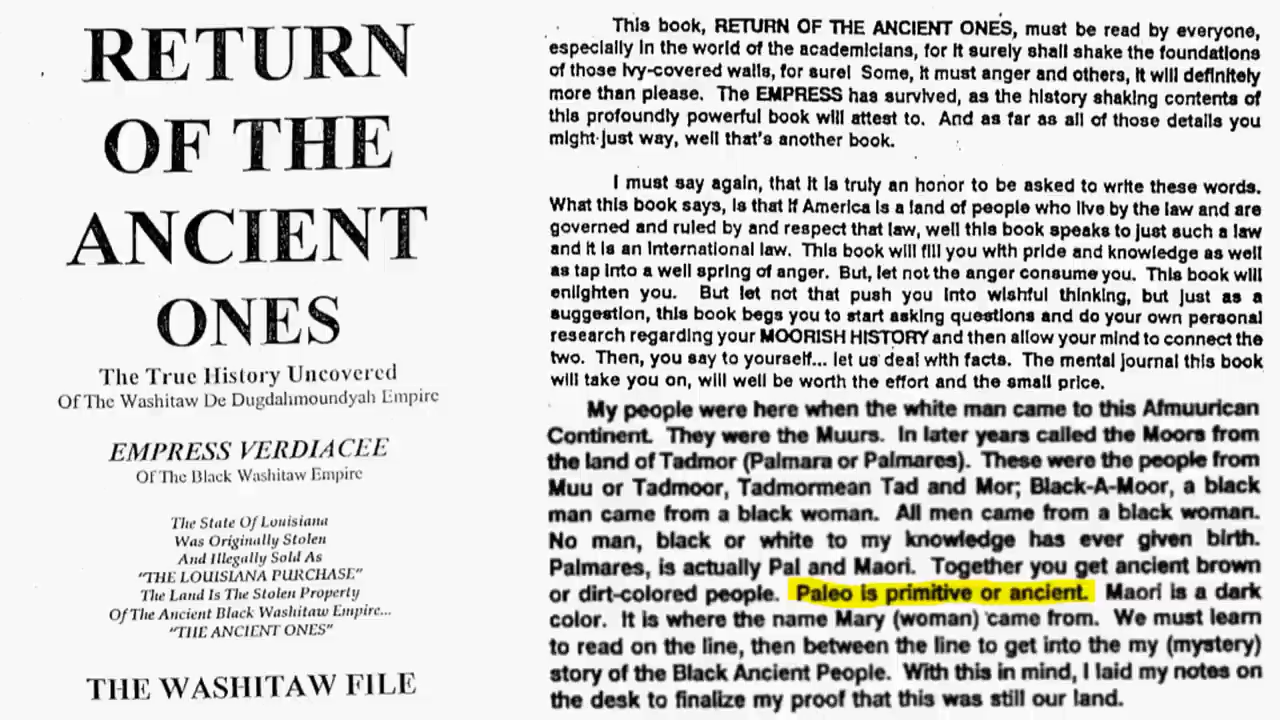 RETURN
OF THE
ANCIENT
ONES
The True History Uncovered
Of The Washitaw De Dugdahmoundyah Empire
EMPRESS VERDIACEE
Of The Black Washitaw Empire
The State Of Louisiana
Was Originally Stolen
And Illegally Sold As
"THE LOUISIANA PURCHASE"
The Land Is The Stolen Property
Of The Ancient Black Washitaw Empire...
"THE ANCIENT ONES"
THE WASHITAW FILE
This book, RETURN OF THE ANCIENT ONES, must be read by everyone,
especially in the world of the academicians, for it surely shall shake the foundations
of those ivy-covered walls, for sure! Some, it must anger and others, it will definitely
more than please. The EMPRESS has survived, as the history shaking contents of
this profoundly powerful book will attest to. And as far as all of those details you
might just way, well that's another book.
I must say again, that it is truly an honor to be asked to write these words.
What this book says, is that if America is a land of people who live by the law and are
governed and ruled by and respect that law, well this book speaks to just such a law
and it is an international law. This book will fill you with pride and knowledge as well
as tap into a well spring of anger. But, let not the anger consume you. This book will
enlighten you. But let not that push you into wishful thinking, but just as a
suggestion, this book begs you to start asking questions and do your own personal
research regarding your MOORISH HISTORY and then allow your mind to connect the
two. Then, you say to yourself... let us deal with facts. The mental journal this book
will take you on, will well be worth the effort and the small price.
My people were here when the white man came to this Afmuurican
Continent. They were the Muurs. In later years called the Moors from
the land of Tadmor (Palmara or Palmares). These were the people from
Muu or Tadmoor, Tadmormean Tad and Mor; Black-A-Moor, a black
man came from a black woman. All men came from a black woman.
No man, black or white to my knowledge has ever given birth.
Palmares, is actually Pal and Maori. Together you get ancient brown
or dirt-colored people. Paleo is primitive or ancient. Maori is a dark
color. It is where the name Mary (woman) came from. We must learn
to read on the line, then between the line to get into the my (mystery)
story of the Black Ancient People. With this in mind, I laid my notes on
the desk to finalize my proof that this was still our land.